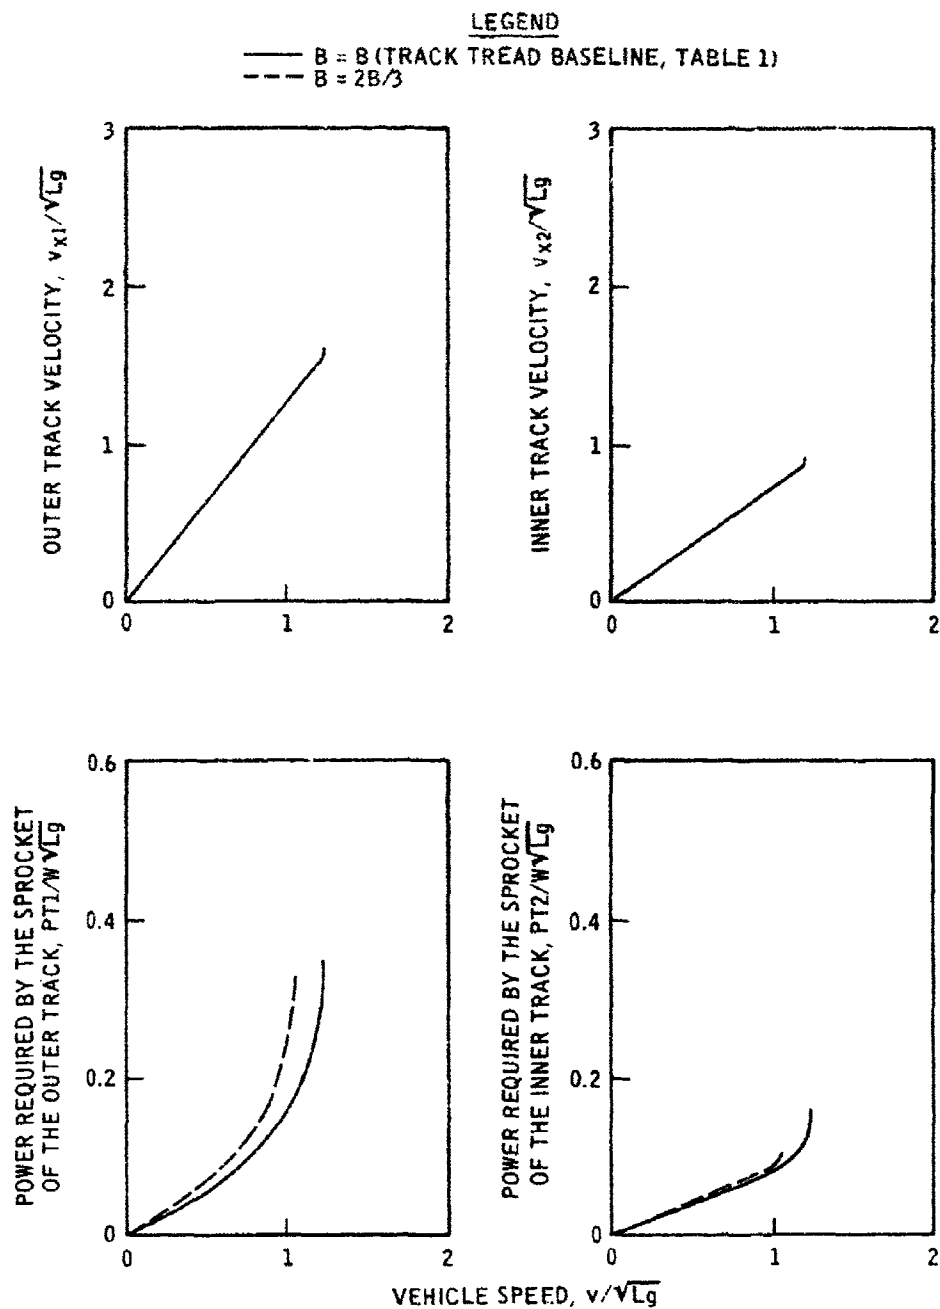 LEGEND
B = B (TRACK TREAD BASELINE, TABLE 1)
B = 2B/3
OUTER TRACK VELOCITY, vx1/√Lg
3
2
1
0
0 1 2
INNER TRACK VELOCITY, vx2/√Lg
3
2
1
0
0 1 2
POWER REQUIRED BY THE SPROCKET
OF THE OUTER TRACK, PT1/W√Lg
0.6
0.4
0.2
0
0 1 2
POWER REQUIRED BY THE SPROCKET
OF THE INNER TRACK, PT2/W√Lg
0.6
0.4
0.2
0
0 1 2
VEHICLE SPEED, v/√Lg